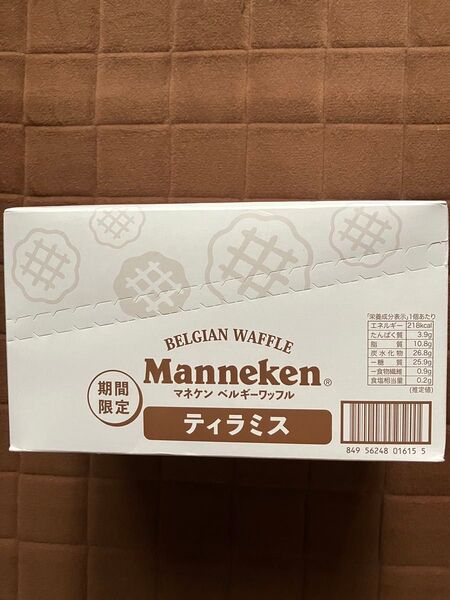 BELGIAN WAFFLE
Manneken®
マネケン ベルギーワッフル
期間
限定
ティラミス
「栄養成分表示」1個あたり
エネルギー 218kcal
たんぱく質 3.9g
脂質 10.8g
炭水化物 26.8g
－糖質 25.9g
－食物繊維 0.9g
食塩相当量 0.2g
(推定値)
849 56248 01615 5